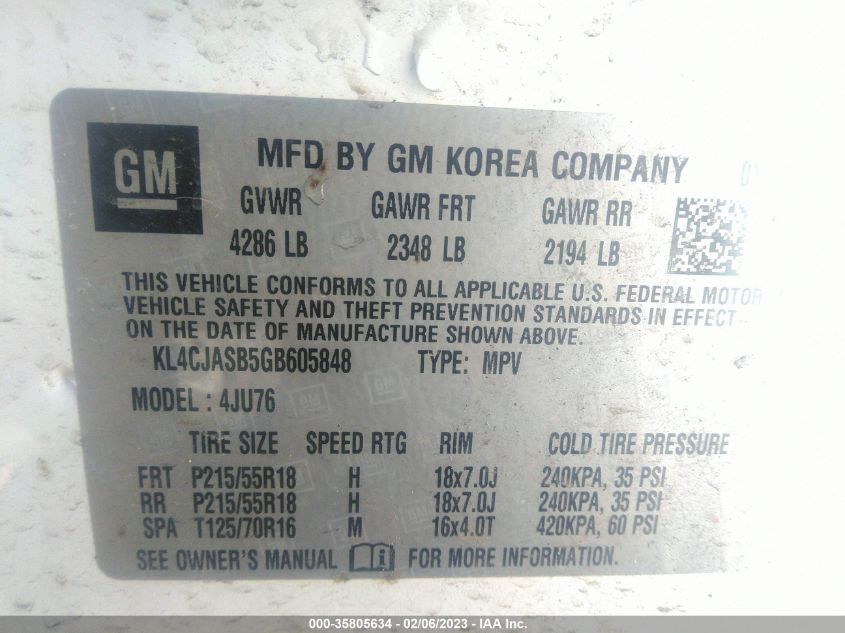 GM
MFD BY GM KOREA COMPANY
GVWR GAWR FRT GAWR RR
4286 LB 2348 LB 2194 LB
THIS VEHICLE CONFORMS TO ALL APPLICABLE U.S. FEDERAL MOTOR
VEHICLE SAFETY AND THEFT PREVENTION STANDARDS IN EFFECT
ON THE DATE OF MANUFACTURE SHOWN ABOVE.
KL4CJASB5GB605848 TYPE: MPV
MODEL : 4JU76
TIRE SIZE SPEED RTG RIM COLD TIRE PRESSURE
FRT P215/55R18 H 18x7.0J 240KPA, 35 PSI
RR P215/55R18 H 18x7.0J 240KPA, 35 PSI
SPA T125/70R16 M 16x4.0T 420KPA, 60 PSI
SEE OWNER'S MANUAL i FOR MORE INFORMATION.
000-35805634 - 02/06/2023 - © IAA Inc.